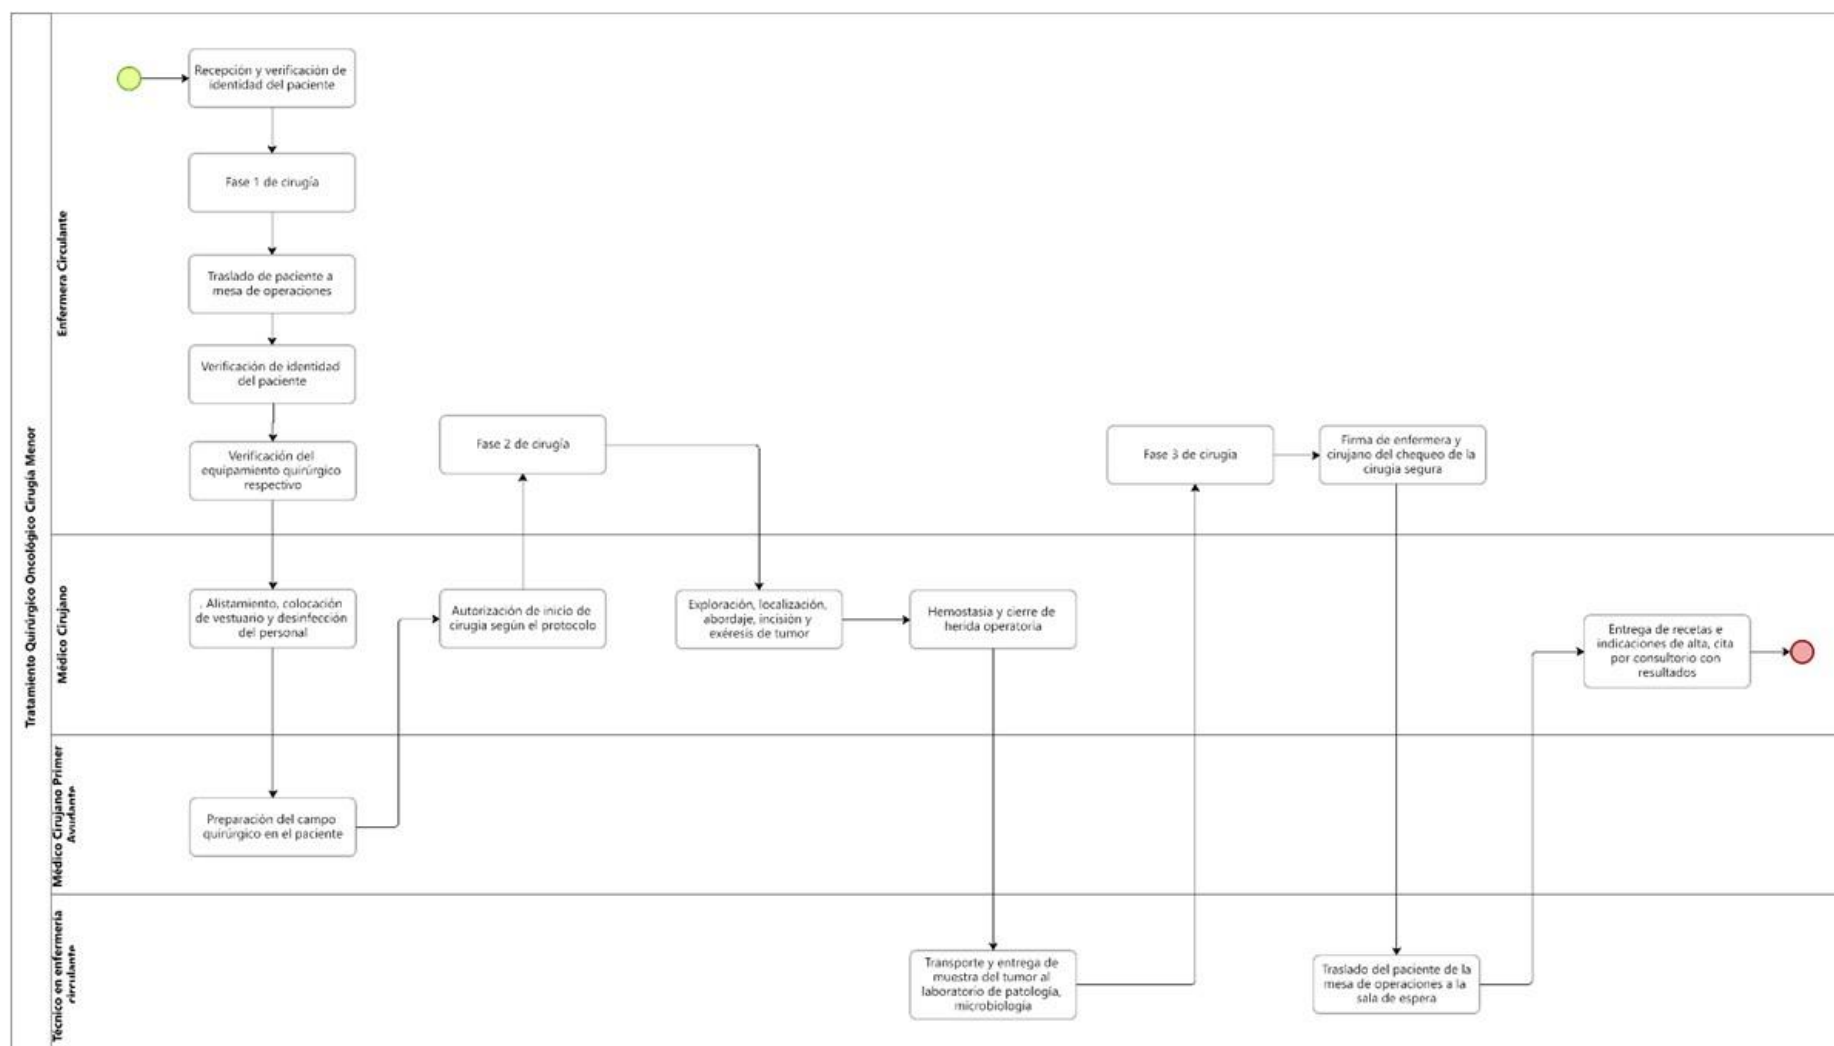 Tratamiento Quirúrgico Oncológico Cirugía Menor
Enfermera Circulante
Recepción y verificación de
identidad del paciente
Fase 1 de cirugía
Traslado de paciente a
mesa de operaciones
Verificación de identidad
del paciente
Verificación del
equipamiento quirúrgico
respectivo
Fase 2 de cirugía
Fase 3 de cirugia
Firma de enfermera y
cirujano del chequeo de la
cirugia segura
Médico Cirujano
. Alistamiento, colocación
de vestuario y desinfección
del personal
Autorización de inicio de
cirugia según el protocolo
Exploración, localización,
abordaje, incisión y
exéresis de tumor
Hemostasia y cierre de
herida operatoria
Entrega de recetas e
indicaciones de alta, cita
por consultorio con
resultados
Médico Cirujano Primer
Ayudante
Preparación del campo
quirúrgico en el paciente
Técnico en enfermería
circulante
Transporte y entrega de
muestra del tumor al
laboratorio de patología,
microbiología
Traslado del paciente de la
mesa de operaciones a la
sala de espera